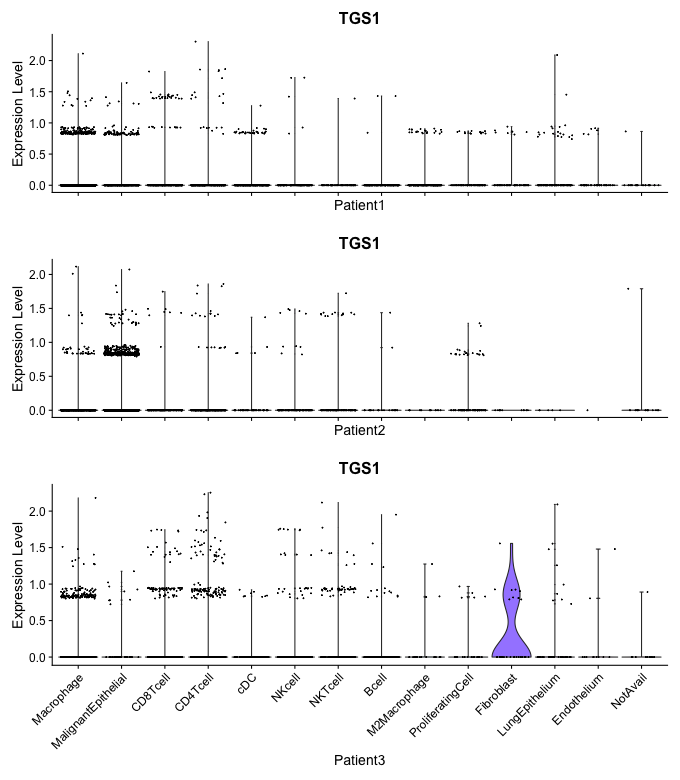 TGS1
Expression Level
2.0
1.5
1.0
0.5
0.0
Patient1
TGS1
Expression Level
2.0
1.5
1.0
0.5
0.0
Patient2
TGS1
Expression Level
2.0
1.5
1.0
0.5
0.0
Macrophage
MalignantEpithelial
CD8Tcell
CD4Tcell
cDC
NKcell
NKTcell
Bcell
M2Macrophage
ProliferatingCell
Fibroblast
LungEpithelium
Endothelium
NotAvail
Patient3